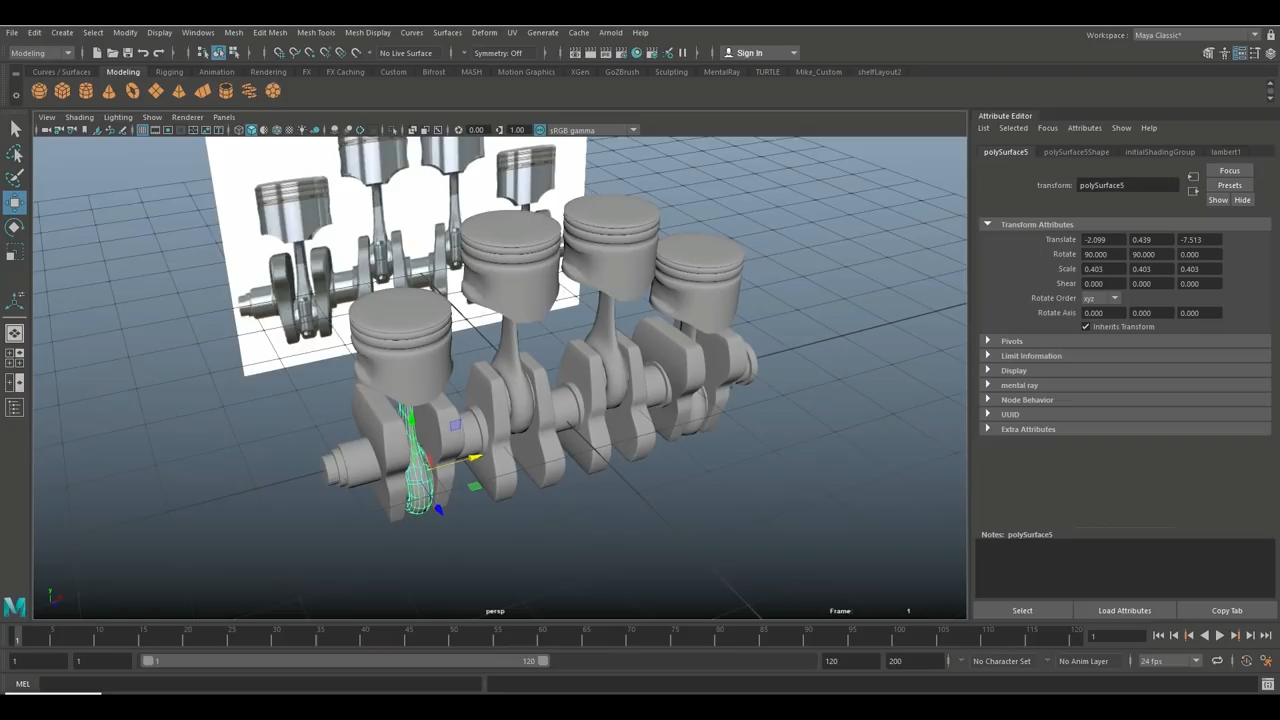 File Edit Create Select Modify Display Windows Mesh Edit Mesh Mesh Tools Mesh Display Curves Surfaces Deform UV Generate Cache Arnold Help
Workspace: Maya Classic*
Modeling No Live Surface Symmetry: Off Sign In
Curves / Surfaces Modeling Rigging Animation Rendering FX FX Caching Custom Bifrost MASH Motion Graphics XGen GoZBrush Sculpting MentalRay TURTLE Mike_Custom shelfLayout2
View Shading Lighting Show Renderer Panels
0.00 1.00 sRGB gamma
Attribute Editor
List Selected Focus Attributes Show Help
polySurface5 polySurface5Shape initialShadingGroup lambert1
Focus
transform: polySurface5 Presets
Show Hide
Transform Attributes
Translate -2.099 0.439 -7.513
Rotate 90.000 90.000 0.000
Scale 0.403 0.403 0.403
Shear 0.000 0.000 0.000
Rotate Order xyz
Rotate Axis 0.000 0.000 0.000
Inherits Transform
Pivots
Limit Information
Display
mental ray
Node Behavior
UUID
Extra Attributes
Notes: polySurface5
Select Load Attributes Copy Tab
y
persp
Frame: 1
1 5 10 15 20 25 30 35 40 45 50 55 60 65 70 75 80 85 90 95 100 105 110 115 120 1
1 1 1 120 120 200 No Character Set No Anim Layer 24 fps
MEL